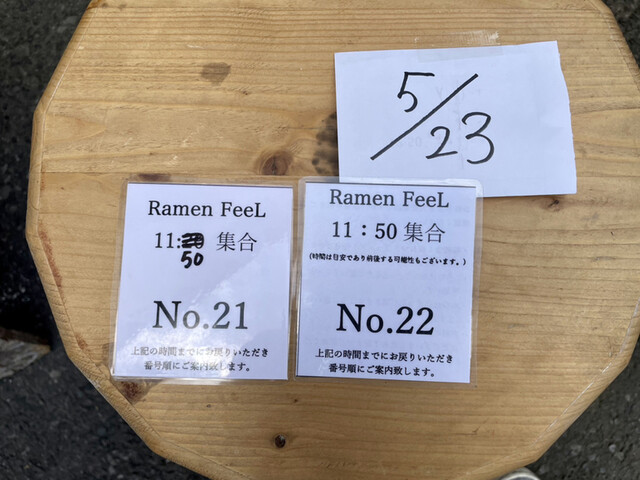 5/23
Ramen FeeL
11:50 集合
No.21
上記の時間までにお戻りいただき
番号順にご案内致します。
Ramen FeeL
11：50 集合
(時間は目安であり前後する可能性もございます。)
No.22
上記の時間までにお戻りいただき
番号順にご案内致します。